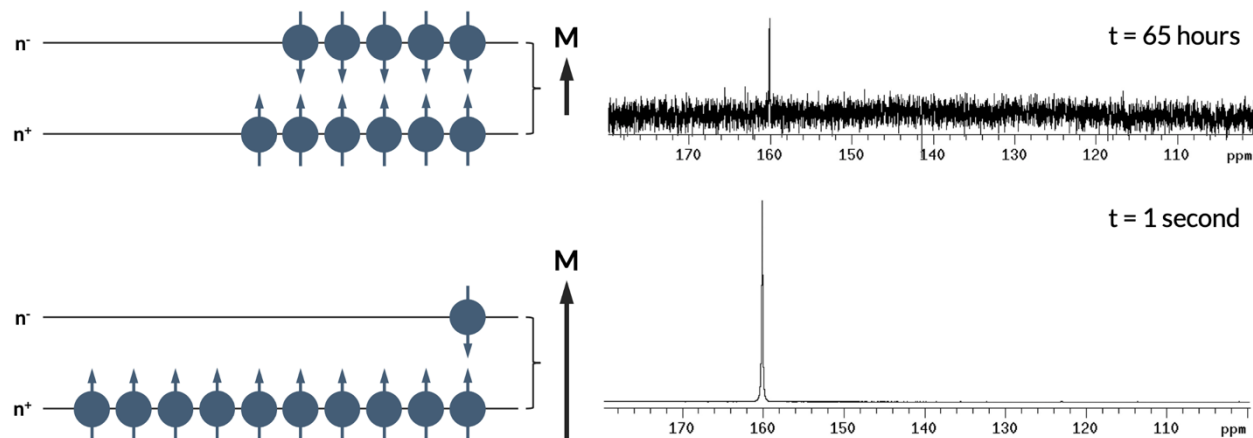 n⁻
M
t = 65 hours
n⁺
170 160 150 140 130 120 110 ppm
t = 1 second
M
n⁻
n⁺
170 160 150 140 130 120 110 ppm